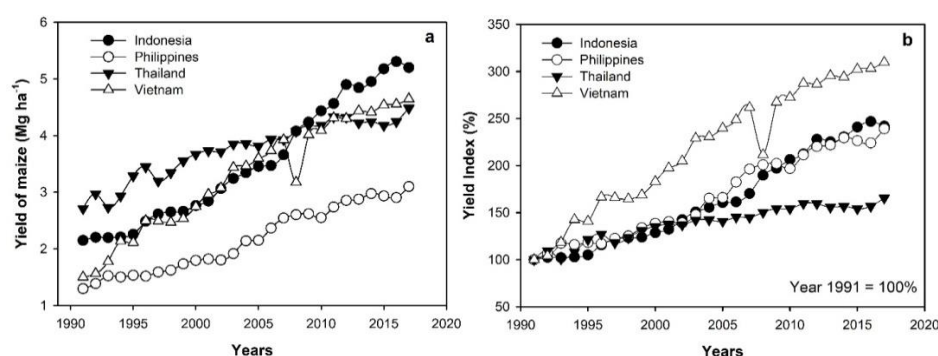 a
Indonesia
Philippines
Thailand
Vietnam
Yield of maize (Mg ha⁻¹)
6
5
4
3
2
1
1990 1995 2000 2005 2010 2015 2020
Years
b
Indonesia
Philippines
Thailand
Vietnam
Yield Index (%)
350
300
250
200
150
100
50
Year 1991 = 100%
1990 1995 2000 2005 2010 2015 2020
Years